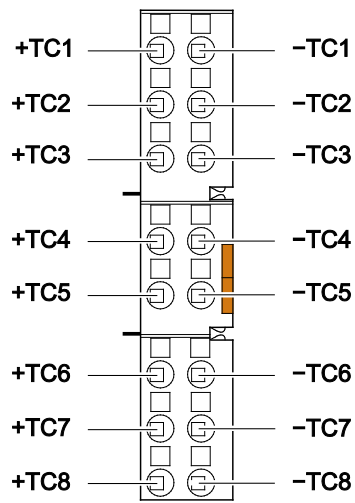 +TC1 −TC1
+TC2 −TC2
+TC3 −TC3
+TC4 −TC4
+TC5 −TC5
+TC6 −TC6
+TC7 −TC7
+TC8 −TC8